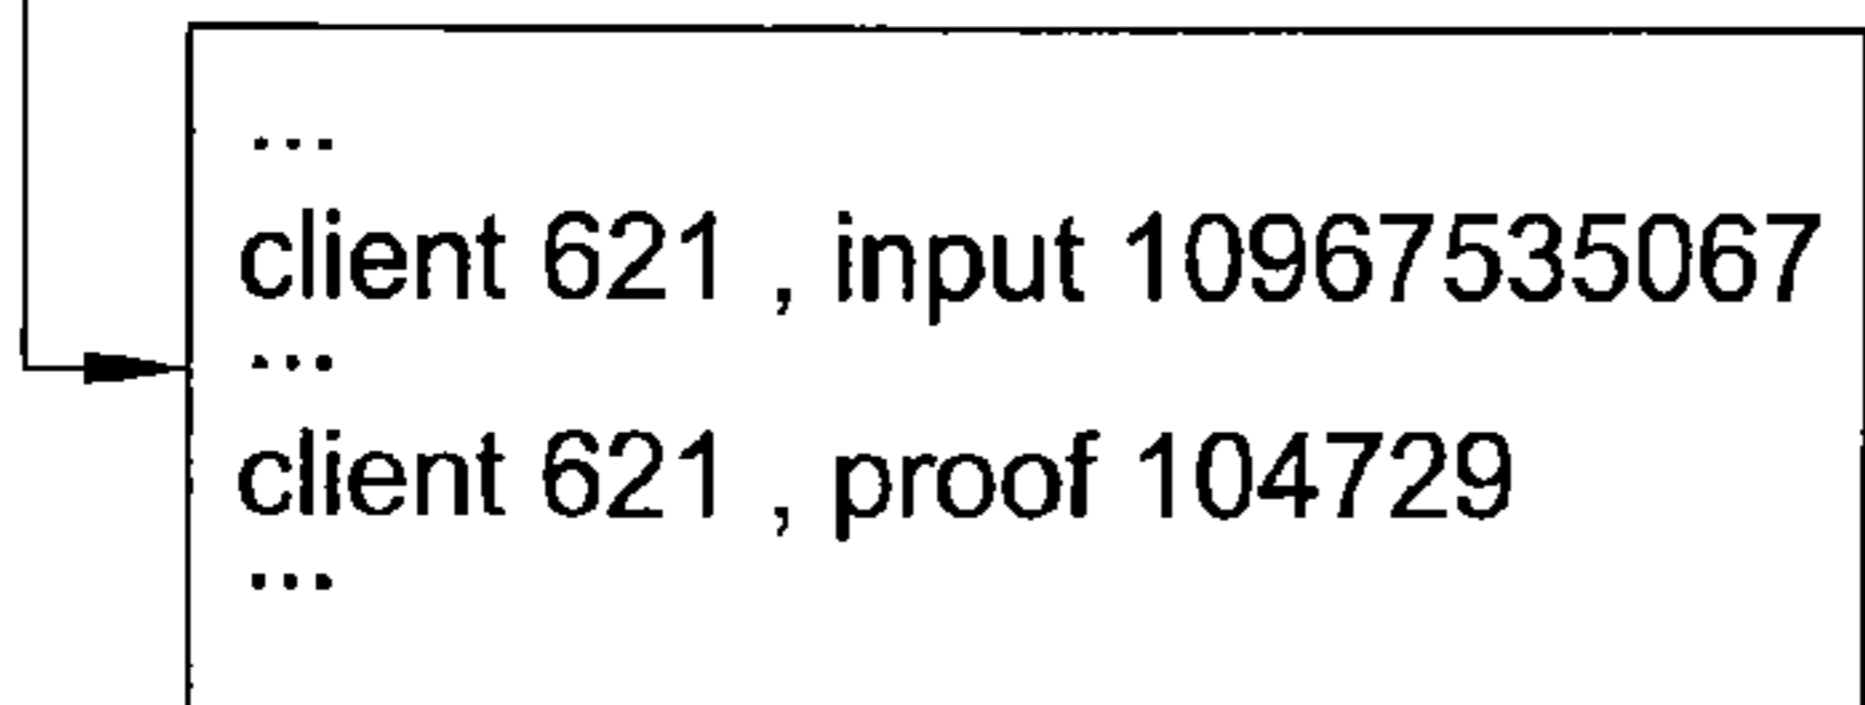 ...
client 621 , input 10967535067
...
client 621 , proof 104729
...